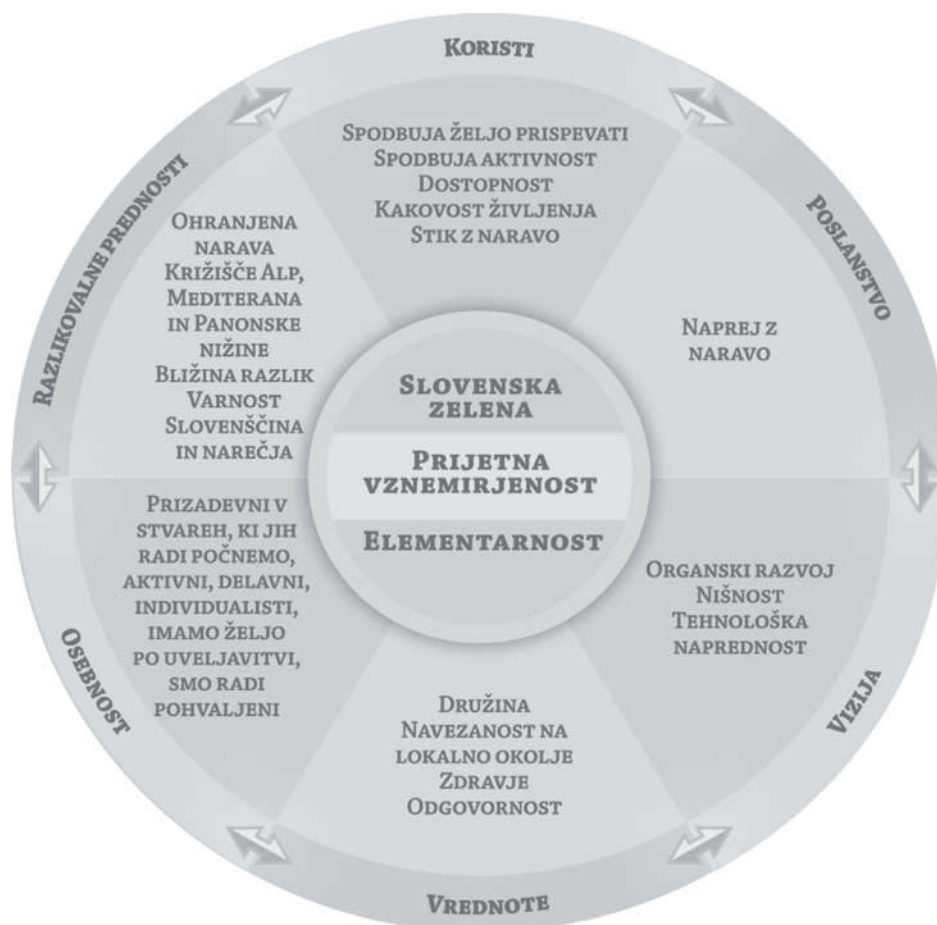 Koristi
Spodbuja željo prispevati
Spodbuja aktivnost
Dostopnost
Kakovost življenja
Stik z naravo
Poslanstvo
Naprej z
naravo
Vizija
Organski razvoj
Nišnost
Tehnološka
naprednost
Vrednote
Družina
Navezanost na
lokalno okolje
Zdravje
Odgovornost
Osebnost
Prizadevni v
stvareh, ki jih
radi počnemo,
aktivni, delavni,
individualisti,
imamo željo
po uveljavitvi,
smo radi
pohvaljeni
Razlikovalne prednosti
Ohranjena
narava
Križišče Alp,
Mediterana
in Panonske
nižine
Bližina razlik
Varnost
Slovenščina
in narečja
Slovenska
zelena
Prijetna
vznemirjenost
Elementarnost